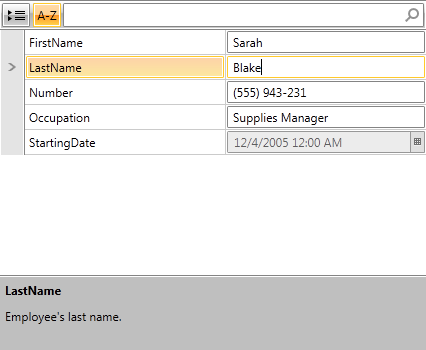 A-Z
FirstName Sarah
LastName Blake
Number (555) 943-231
Occupation Supplies Manager
StartingDate 12/4/2005 12:00 AM
LastName
Employee's last name.